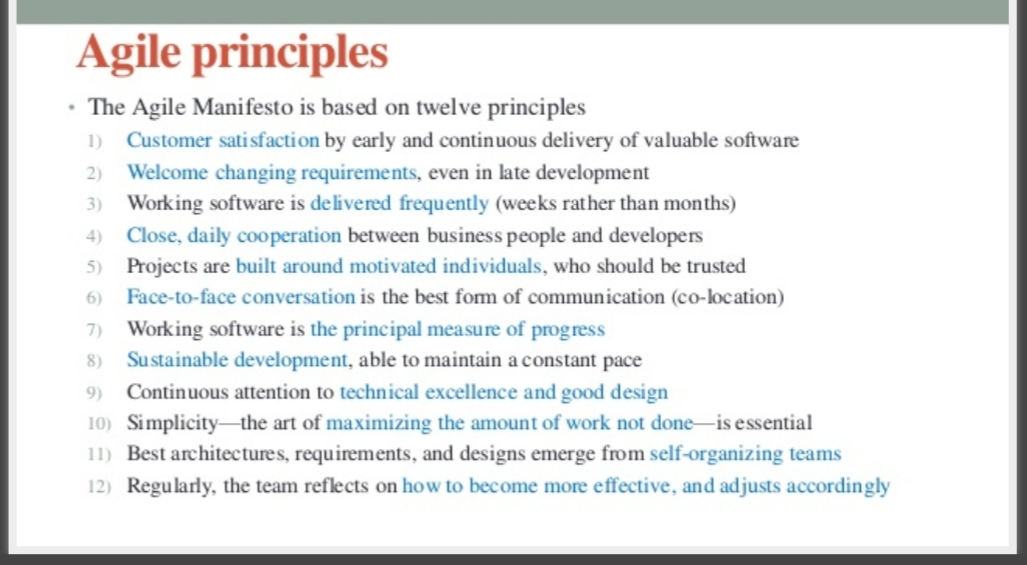 Agile principles
• The Agile Manifesto is based on twelve principles
1) Customer satisfaction by early and continuous delivery of valuable software
2) Welcome changing requirements, even in late development
3) Working software is delivered frequently (weeks rather than months)
4) Close, daily cooperation between business people and developers
5) Projects are built around motivated individuals, who should be trusted
6) Face-to-face conversation is the best form of communication (co-location)
7) Working software is the principal measure of progress
8) Sustainable development, able to maintain a constant pace
9) Continuous attention to technical excellence and good design
10) Simplicity—the art of maximizing the amount of work not done—is essential
11) Best architectures, requirements, and designs emerge from self-organizing teams
12) Regularly, the team reflects on how to become more effective, and adjusts accordingly